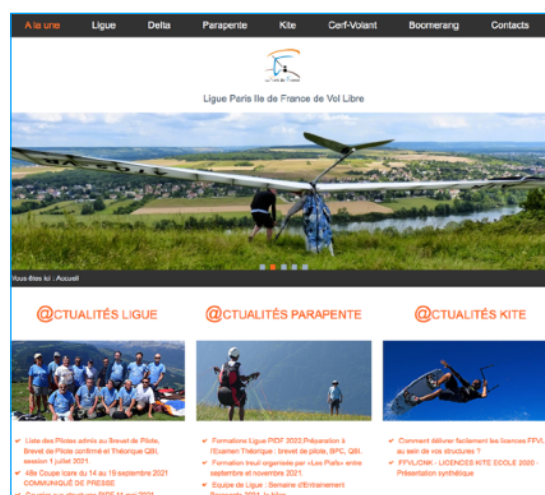 A la une Ligue Delta Parapente Kite Cerf-Volant Boomerang Contacts
Ligue Paris Ile de France de Vol Libre
Vous êtes ici : Accueil
@CTUALITÉS LIGUE
Liste des Pilotes admis au Brevet de Pilote,
Brevet de Pilote confirmé et Théorique QBI,
session 1 juillet 2021.
48e Coupe Icare du 14 au 19 septembre 2021
COMMUNIQUÉ DE PRESSE
@CTUALITÉS PARAPENTE
Formations Ligue PIDF 2022:Préparation à
l'Examen Théorique : brevet de pilote, BPC, QBI.
Formation treuil organisée par «Les Paris» entre
septembre et novembre 2021.
Equipe de Ligue : Semaine d'Entrainement
@CTUALITÉS KITE
Comment délivrer facilement les licences FFVL
au sein de vos structures ?
FFVL/CNK - LICENCES KITE ECOLE 2020 -
Présentation synthétique